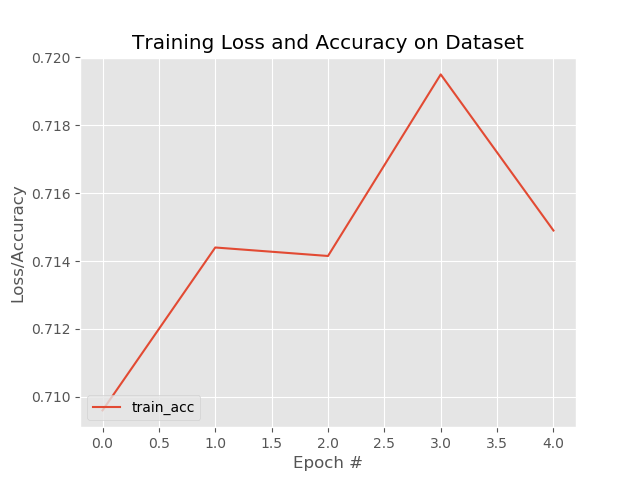 Training Loss and Accuracy on Dataset
0.720
0.718
0.716
0.714
0.712
0.710
Loss/Accuracy
train_acc
0.0 0.5 1.0 1.5 2.0 2.5 3.0 3.5 4.0
Epoch #